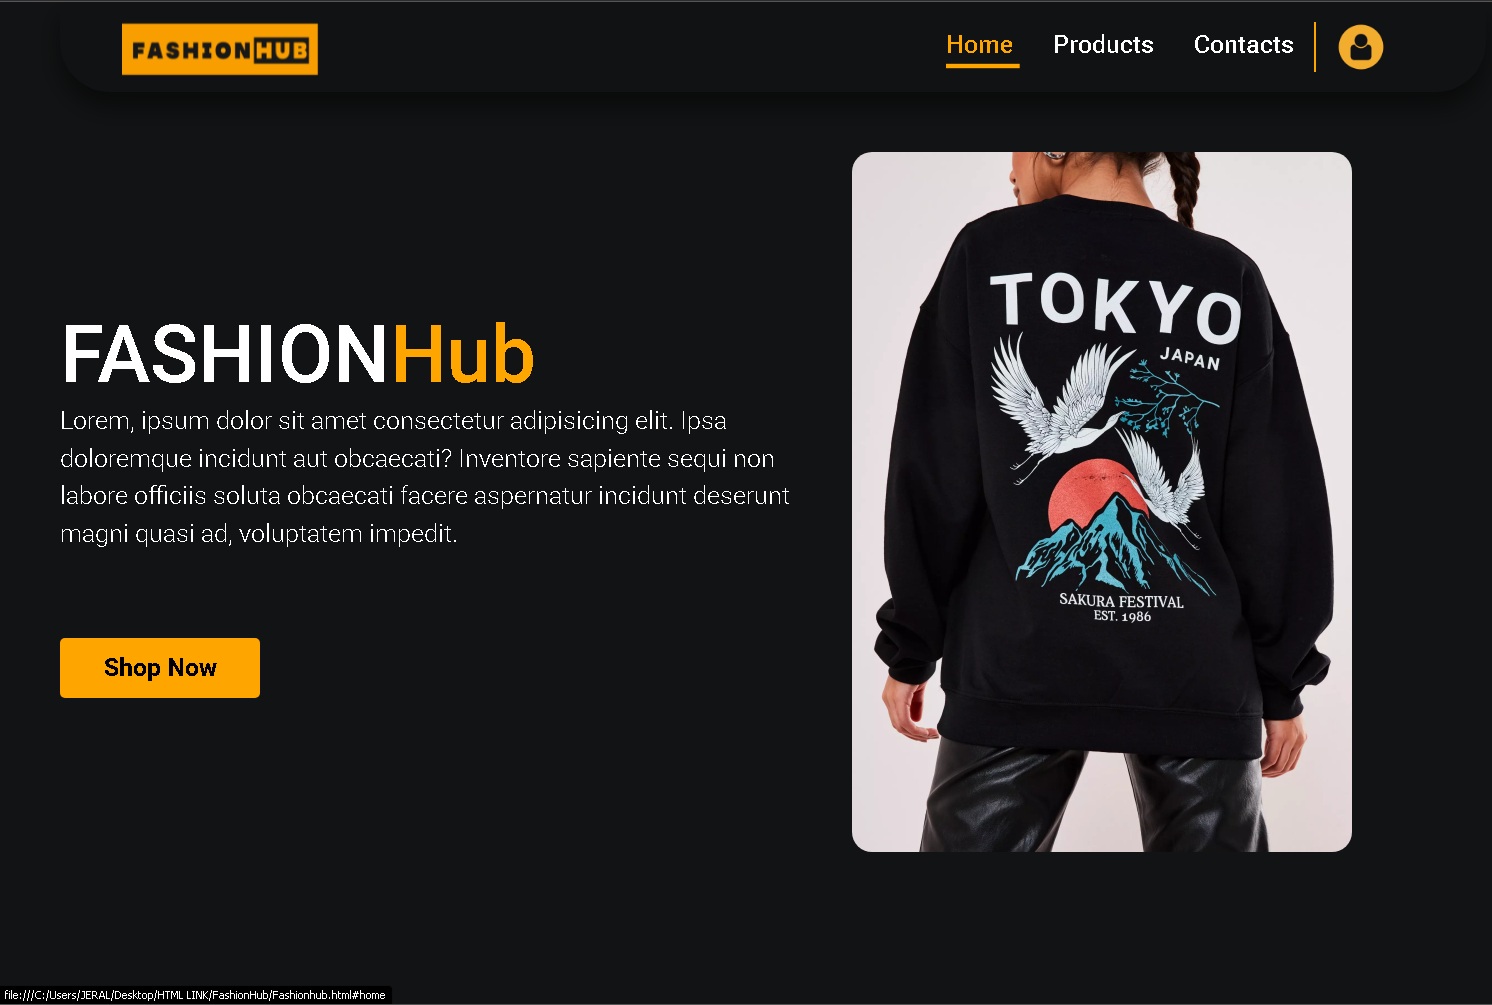 FASHIONHUB
Home
Products
Contacts
TOKYO
JAPAN
SAKURA FESTIVAL
EST. 1986
FASHIONHub
Lorem, ipsum dolor sit amet consectetur adipisicing elit. Ipsa
doloremque incidunt aut obcaecati? Inventore sapiente sequi non
labore officiis soluta obcaecati facere aspernatur incidunt deserunt
magni quasi ad, voluptatem impedit.
Shop Now
file:///C:/Users/JERAL/Desktop/HTML LINK/FashionHub/Fashionhub.html#home